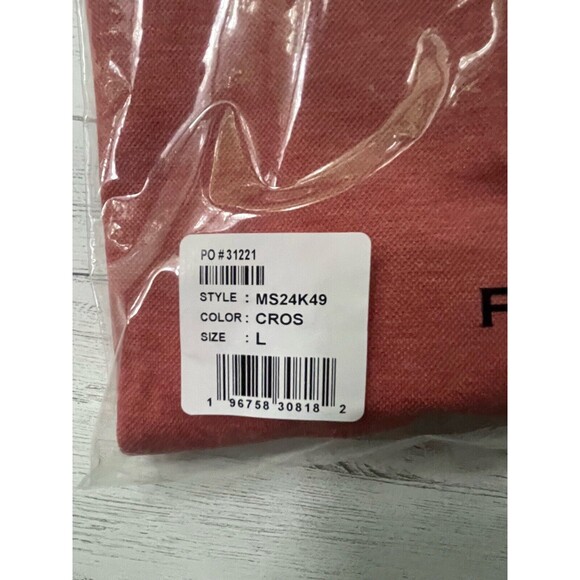 PO # 31221
STYLE : MS24K49
COLOR : CROS
SIZE : L
1 96758 30818 2
F